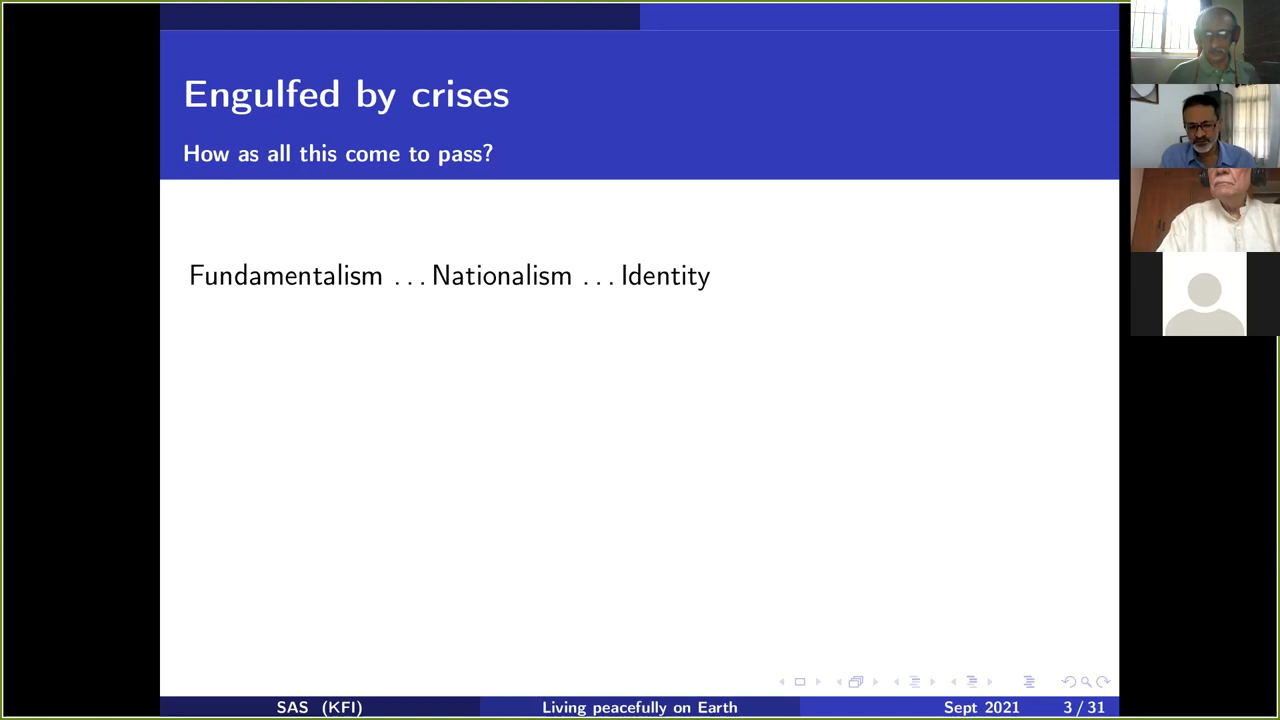 Engulfed by crises
How as all this come to pass?
Fundamentalism ... Nationalism ... Identity
SAS (KFI) Living peacefully on Earth Sept 2021 3 / 31